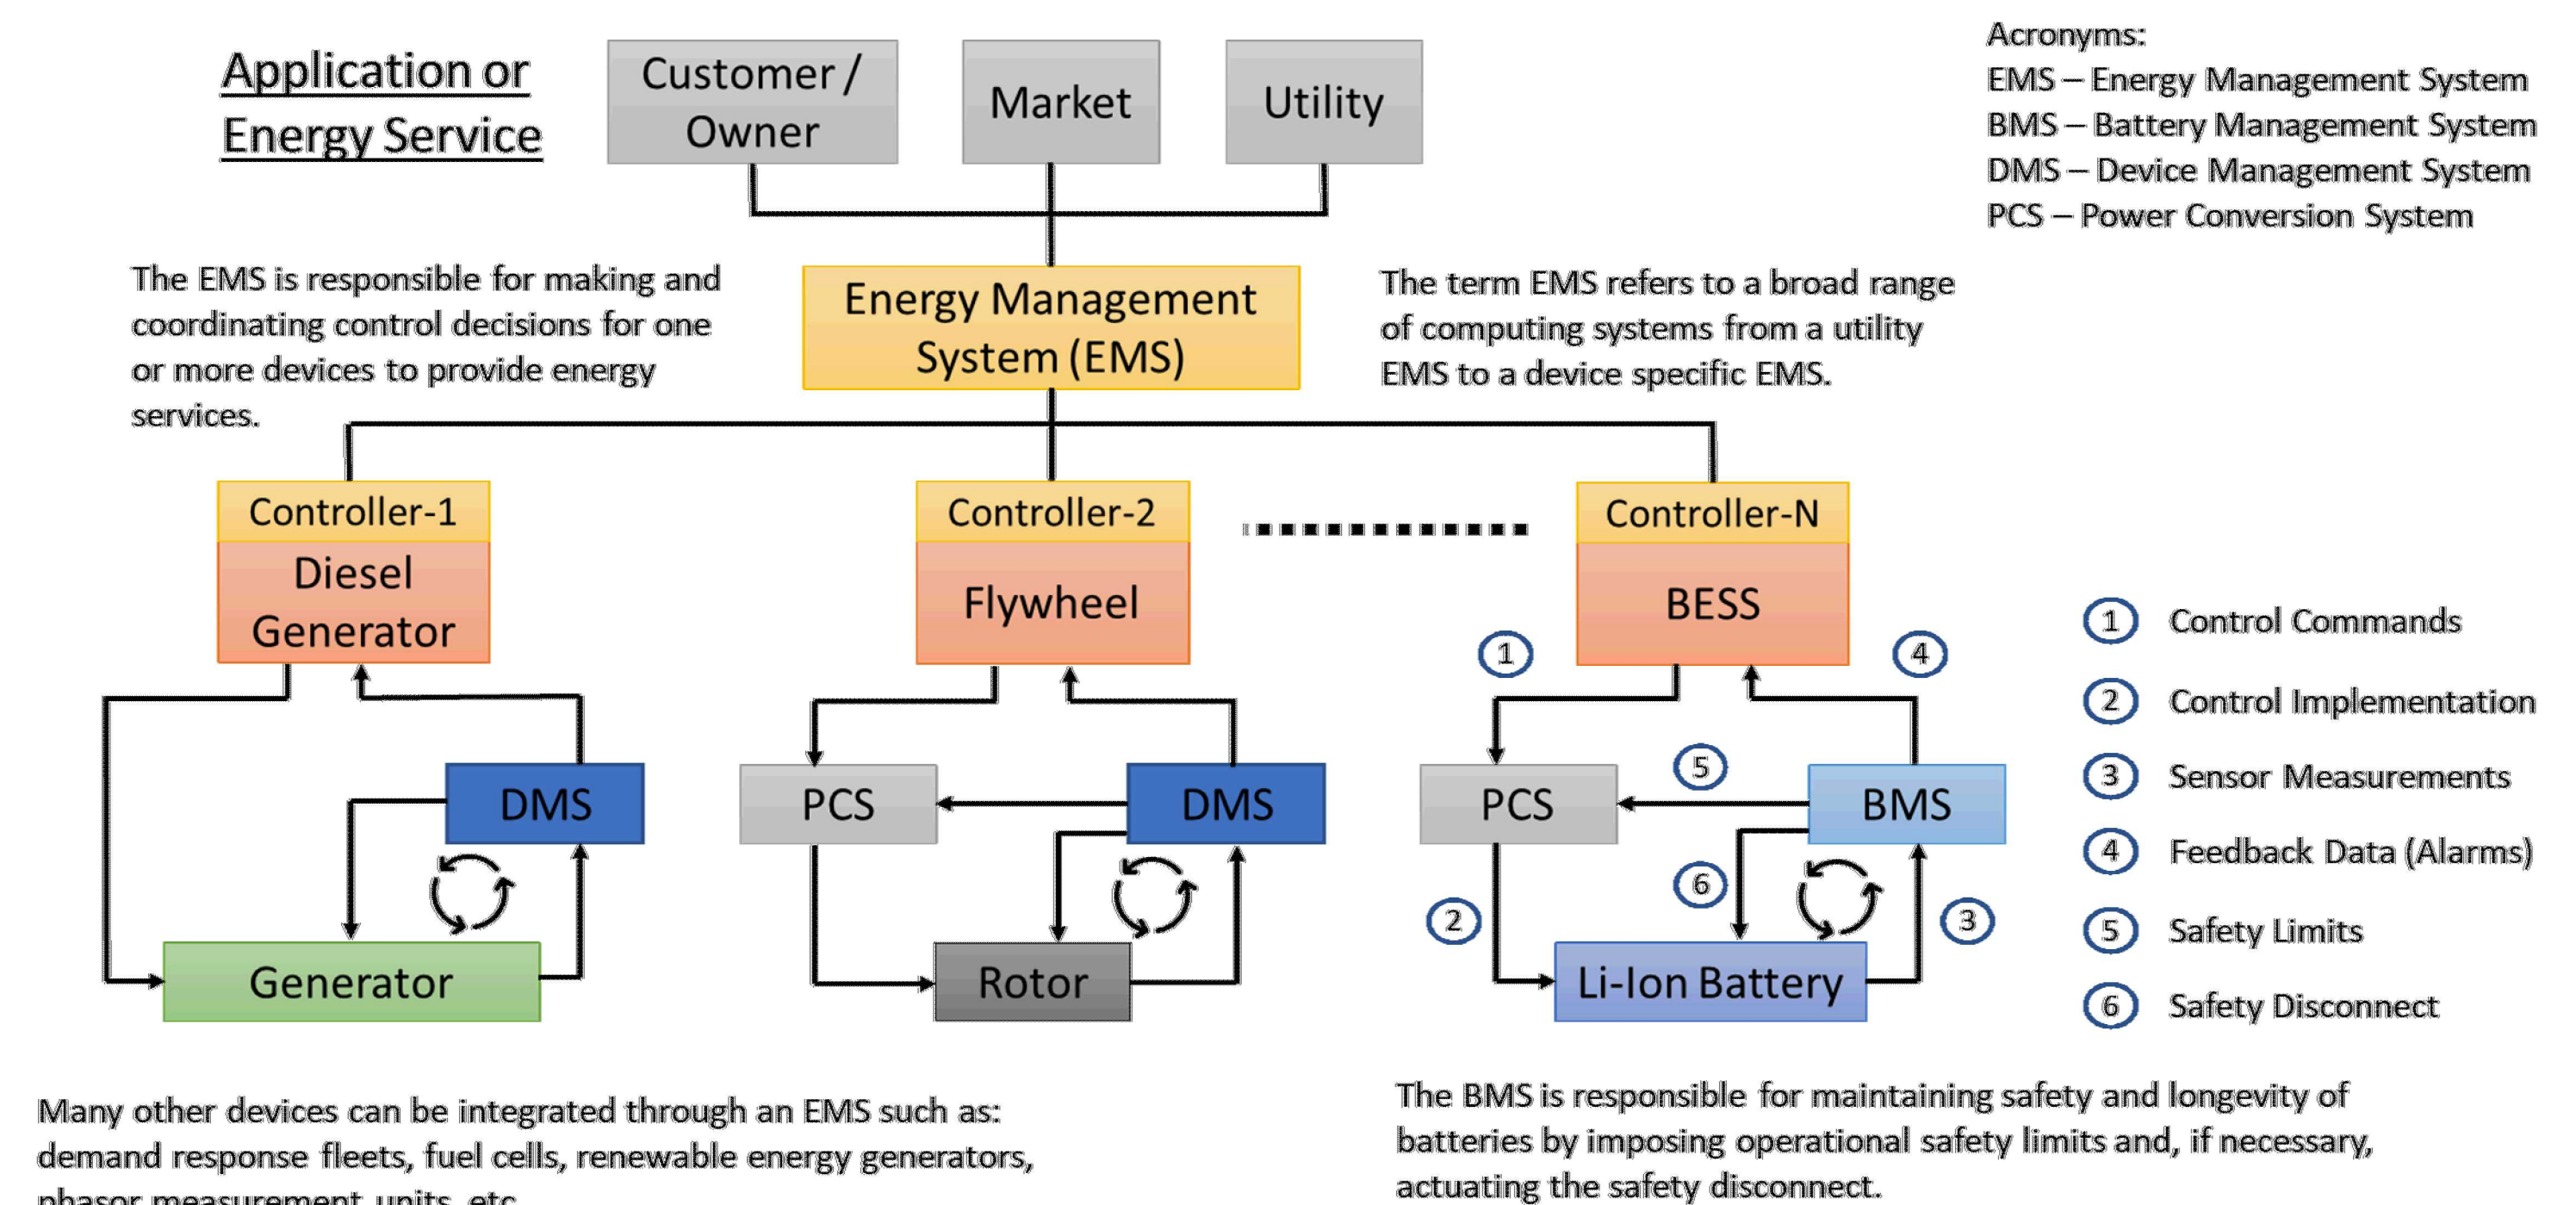 Application or
Energy Service
Customer /
Owner
Market
Utility
Acronyms:
EMS – Energy Management System
BMS – Battery Management System
DMS – Device Management System
PCS – Power Conversion System
The EMS is responsible for making and
coordinating control decisions for one
or more devices to provide energy
services.
Energy Management
System (EMS)
The term EMS refers to a broad range
of computing systems from a utility
EMS to a device specific EMS.
Controller-1
Diesel
Generator
Controller-2
Flywheel
Controller-N
BESS
DMS
Generator
PCS
DMS
Rotor
1
4
PCS
5
BMS
6
2
3
Li-Ion Battery
1 Control Commands
2 Control Implementation
3 Sensor Measurements
4 Feedback Data (Alarms)
5 Safety Limits
6 Safety Disconnect
Many other devices can be integrated through an EMS such as:
demand response fleets, fuel cells, renewable energy generators,
phasor measurement units, etc
The BMS is responsible for maintaining safety and longevity of
batteries by imposing operational safety limits and, if necessary,
actuating the safety disconnect.